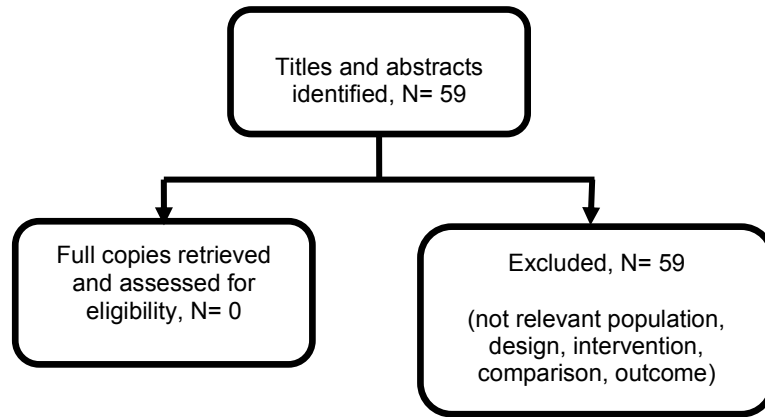 Titles and abstracts
identified, N= 59
Full copies retrieved
and assessed for
eligibility, N= 0
Excluded, N= 59
(not relevant population,
design, intervention,
comparison, outcome)